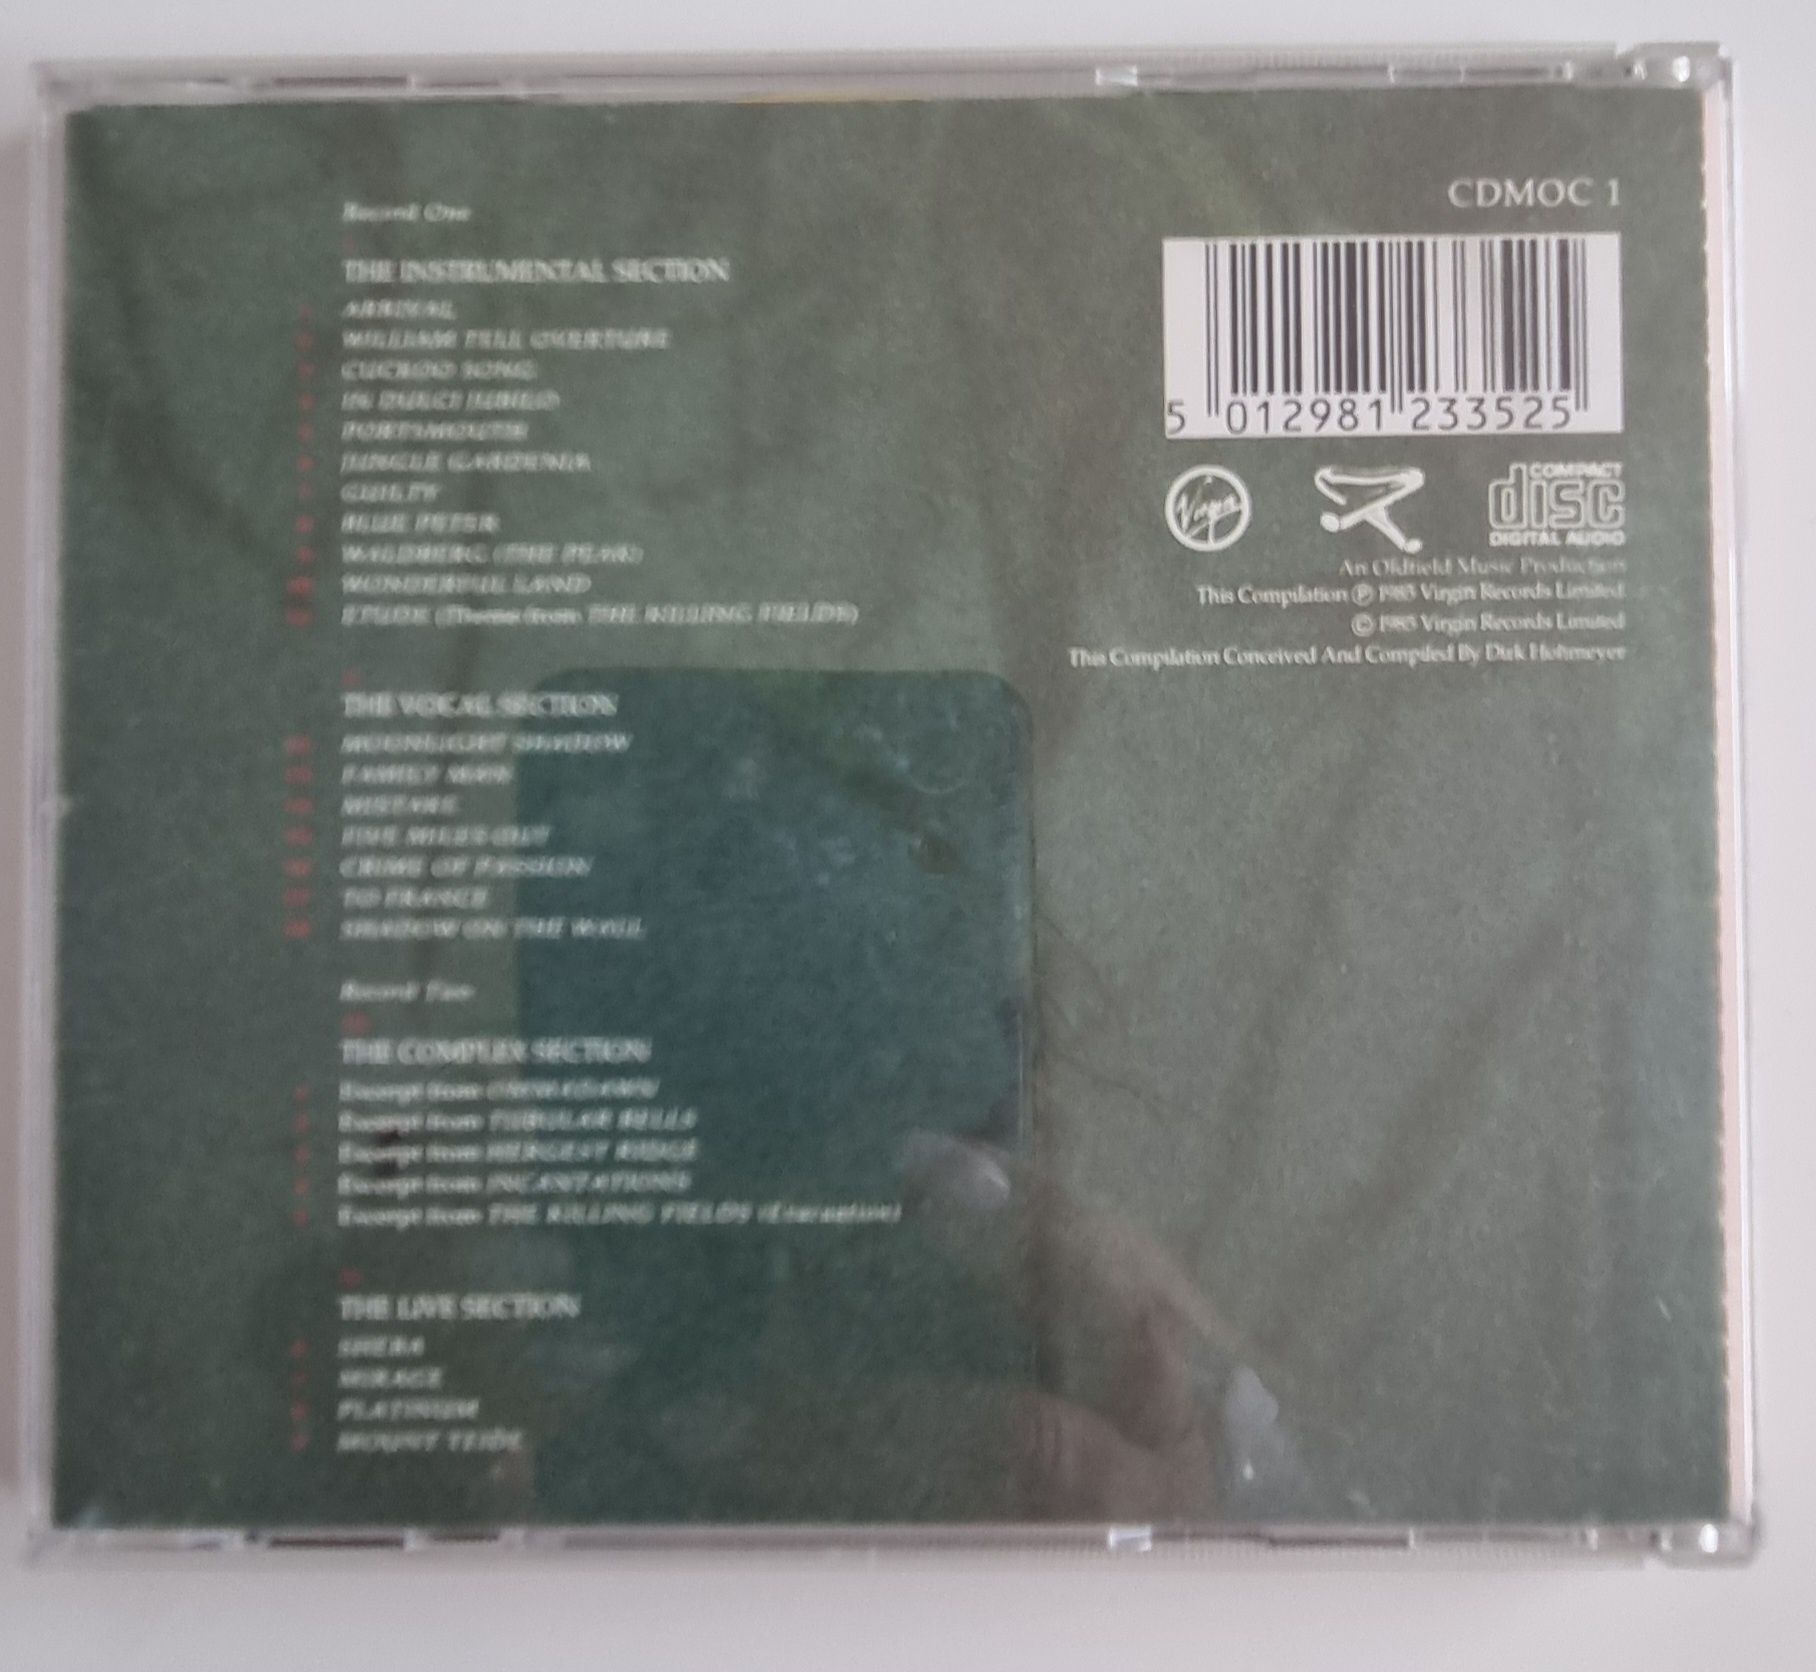 Record One
THE INSTRUMENTAL SECTION
ARRIVAL
WILLIAM TELL OVERTURE
CUCKOO SONG
IN DULCI JUBILO
PORTSMOUTH
JUNGLE GARDENIA
GUILTY
BLUE PETER
WALDBERG (THE PEAK)
WONDERFUL LAND
ETUDE (Theme from THE KILLING FIELDS)
THE VOCAL SECTION
MOONLIGHT SHADOW
FAMILY MAN
MISTAKE
FIVE MILES OUT
CRIME OF PASSION
TO FRANCE
SHADOW ON THE WALL
Record Two
THE COMPLEX SECTION
Excerpt from OMMADAWN
Excerpt from TUBULAR BELLS
Excerpt from HERGEST RIDGE
Excerpt from INCANTATIONS
Excerpt from THE KILLING FIELDS (Evacuation)
THE LIVE SECTION
SHEBA
MIRAGE
PLATINUM
MOUNT TEIDE
CDMOC 1
5 012981 233525
Virgin
COMPACT
disc
DIGITAL AUDIO
An Oldfield Music Production
This Compilation Ⓟ 1985 Virgin Records Limited
© 1985 Virgin Records Limited
This Compilation Conceived And Compiled By Dirk Hohmeyer